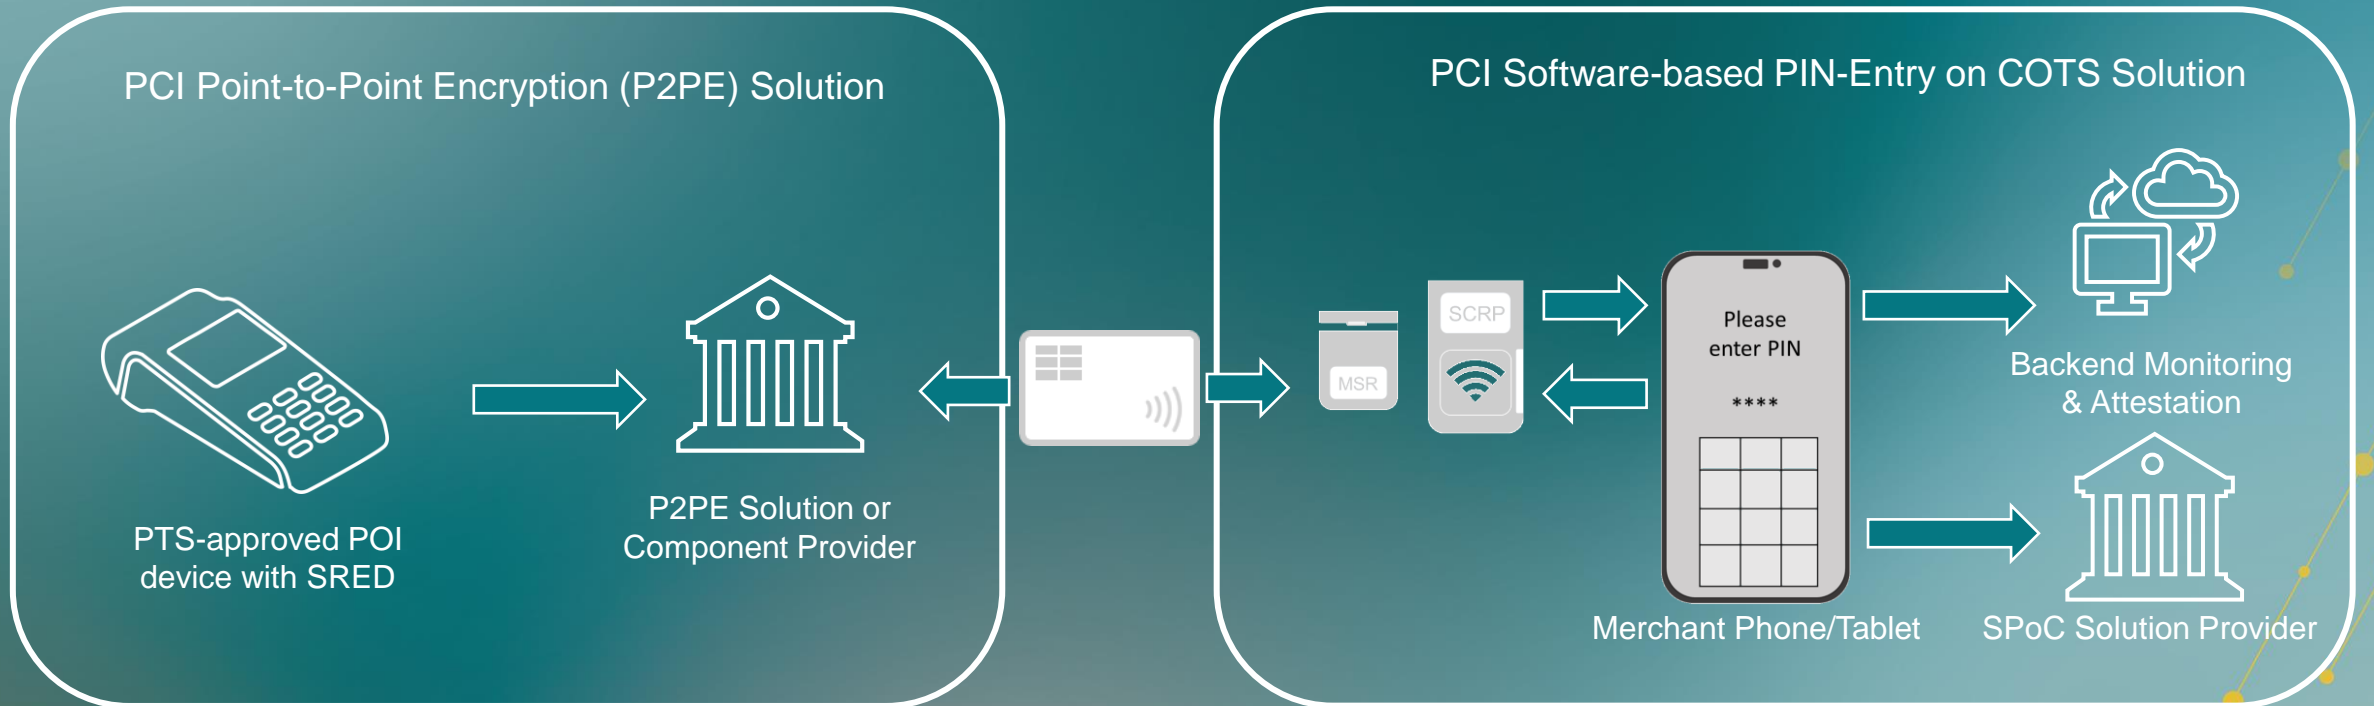 PCI Point-to-Point Encryption (P2PE) Solution
PTS-approved POI
device with SRED
P2PE Solution or
Component Provider
PCI Software-based PIN-Entry on COTS Solution
MSR
SCRP
Please
enter PIN
****
Merchant Phone/Tablet
Backend Monitoring
& Attestation
SPoC Solution Provider